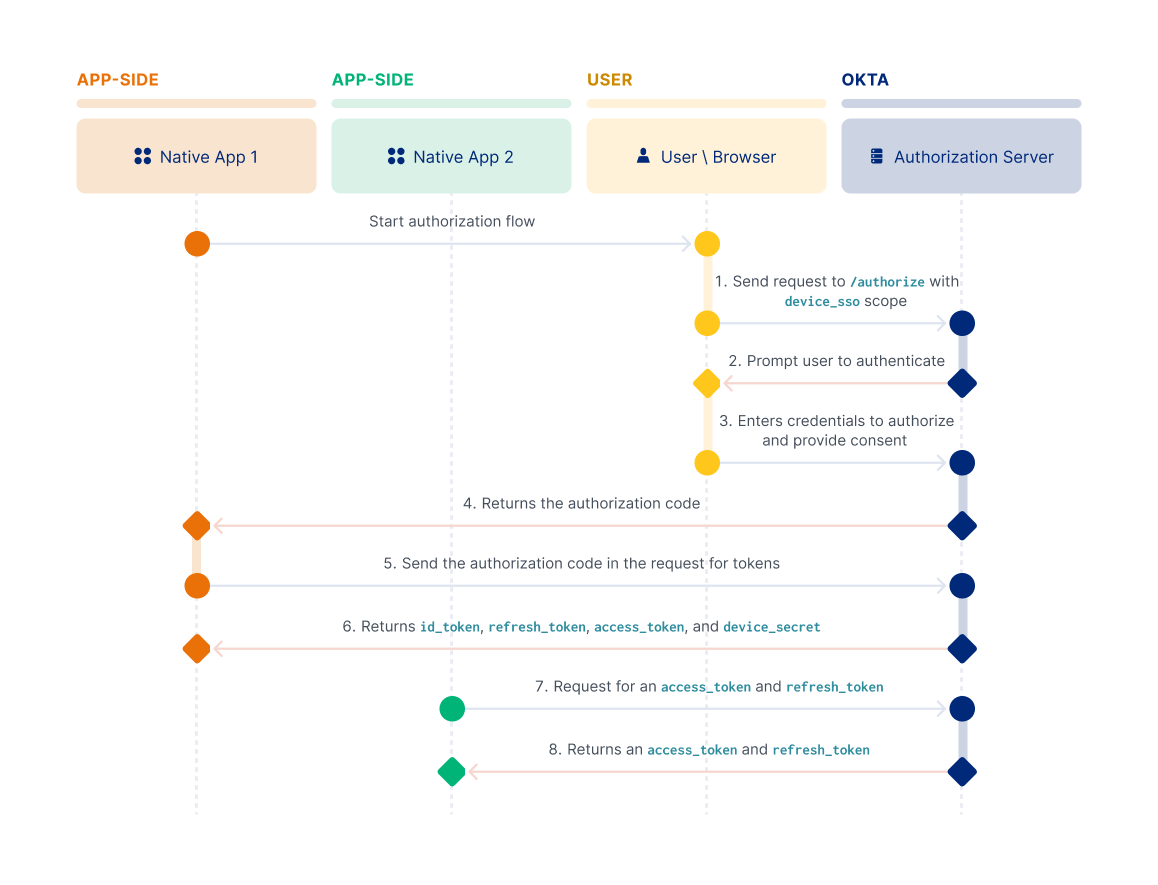 APP-SIDE
APP-SIDE
USER
OKTA
Native App 1
Native App 2
User \ Browser
Authorization Server
Start authorization flow
1. Send request to /authorize with
device_sso scope
2. Prompt user to authenticate
3. Enters credentials to authorize
and provide consent
4. Returns the authorization code
5. Send the authorization code in the request for tokens
6. Returns id_token, refresh_token, access_token, and device_secret
7. Request for an access_token and refresh_token
8. Returns an access_token and refresh_token